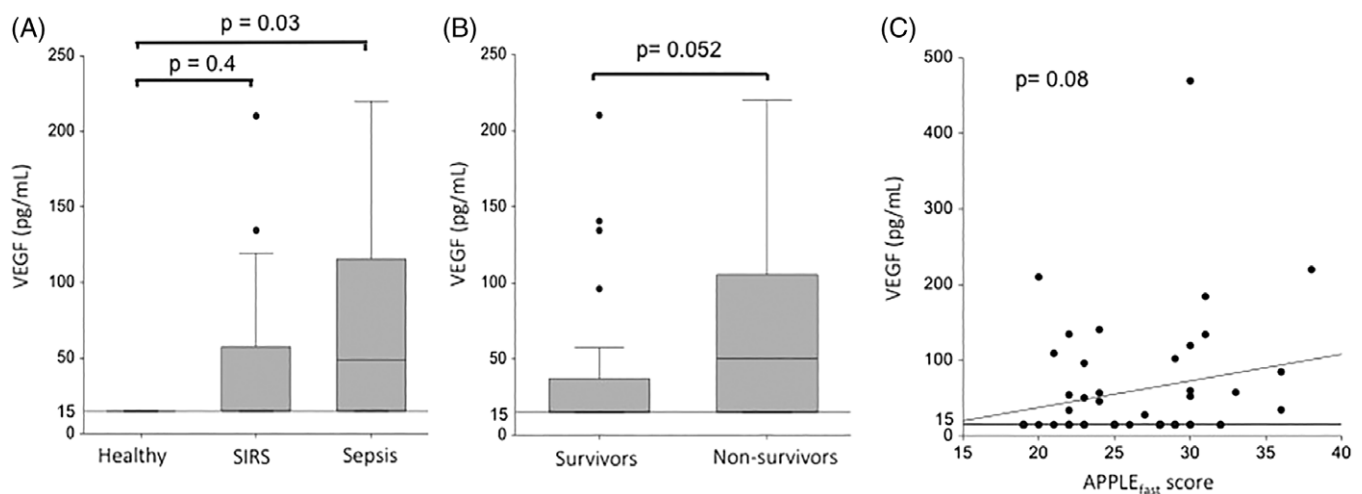 (A)
p = 0.03
p = 0.4
250
200
150
100
50
15
0
VEGF (pg/mL)
Healthy SIRS Sepsis
(B)
p= 0.052
250
200
150
100
50
15
0
VEGF (pg/mL)
Survivors Non-survivors
(C)
p= 0.08
500
400
300
200
100
15
0
VEGF (pg/mL)
15 20 25 30 35 40
APPLEfast score